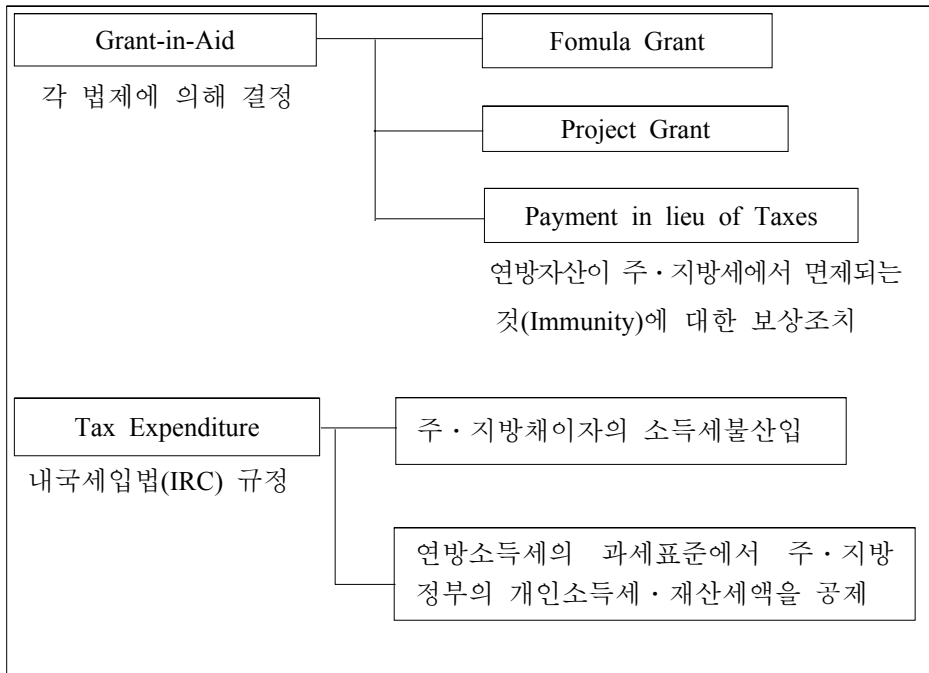 Grant-in-Aid
각 법제에 의해 결정
Fomula Grant
Project Grant
Payment in lieu of Taxes
연방자산이 주·지방세에서 면제되는
것(Immunity)에 대한 보상조치
Tax Expenditure
내국세입법(IRC) 규정
주·지방채이자의 소득세불산입
연방소득세의 과세표준에서 주·지방
정부의 개인소득세·재산세액을 공제